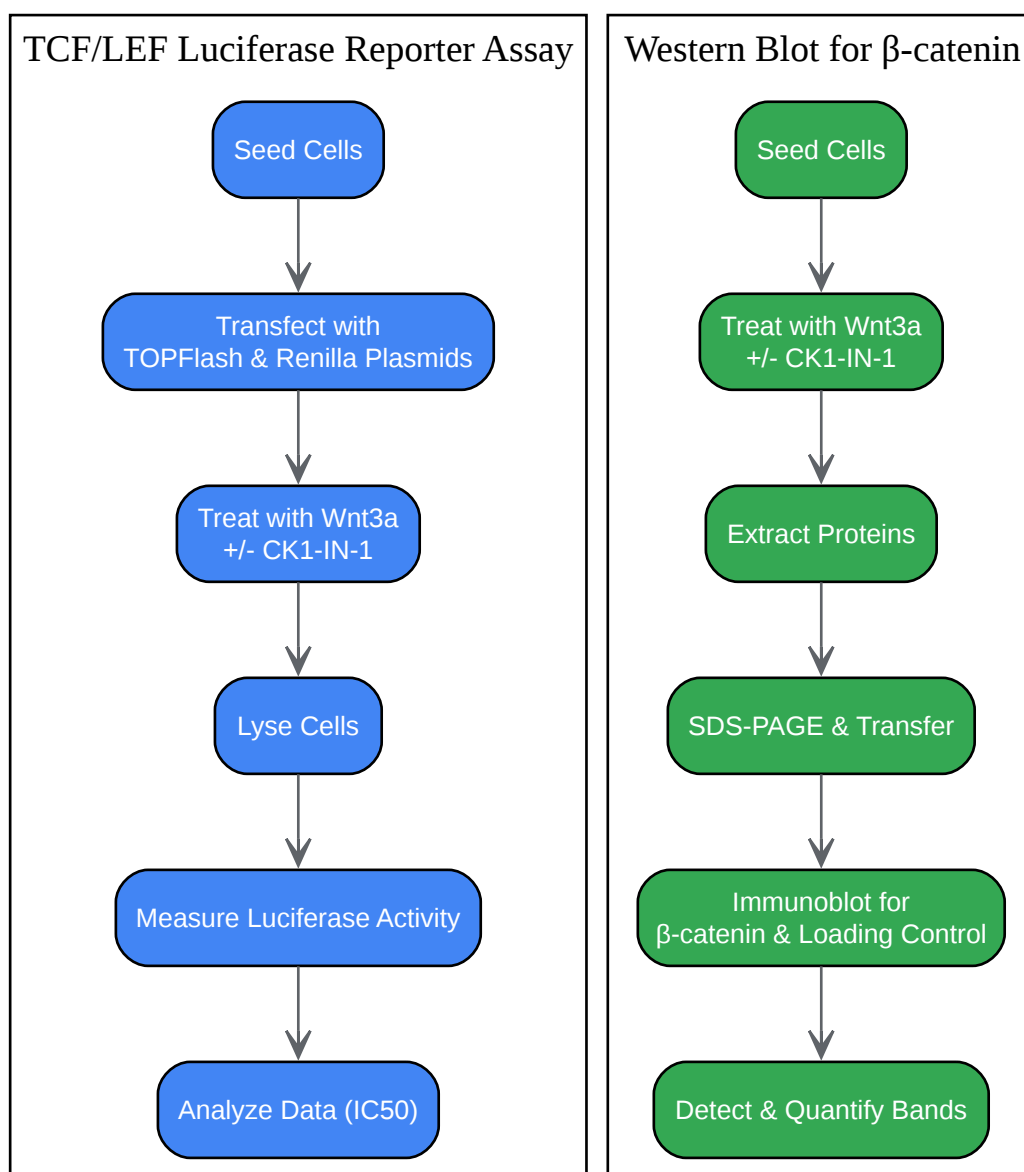 TCF/LEF Luciferase Reporter Assay
Seed Cells
Transfect with
TOPFlash & Renilla Plasmids
Treat with Wnt3a
+/- CK1-IN-1
Lyse Cells
Measure Luciferase Activity
Analyze Data (IC50)
Western Blot for β-catenin
Seed Cells
Treat with Wnt3a
+/- CK1-IN-1
Extract Proteins
SDS-PAGE & Transfer
Immunoblot for
β-catenin & Loading Control
Detect & Quantify Bands